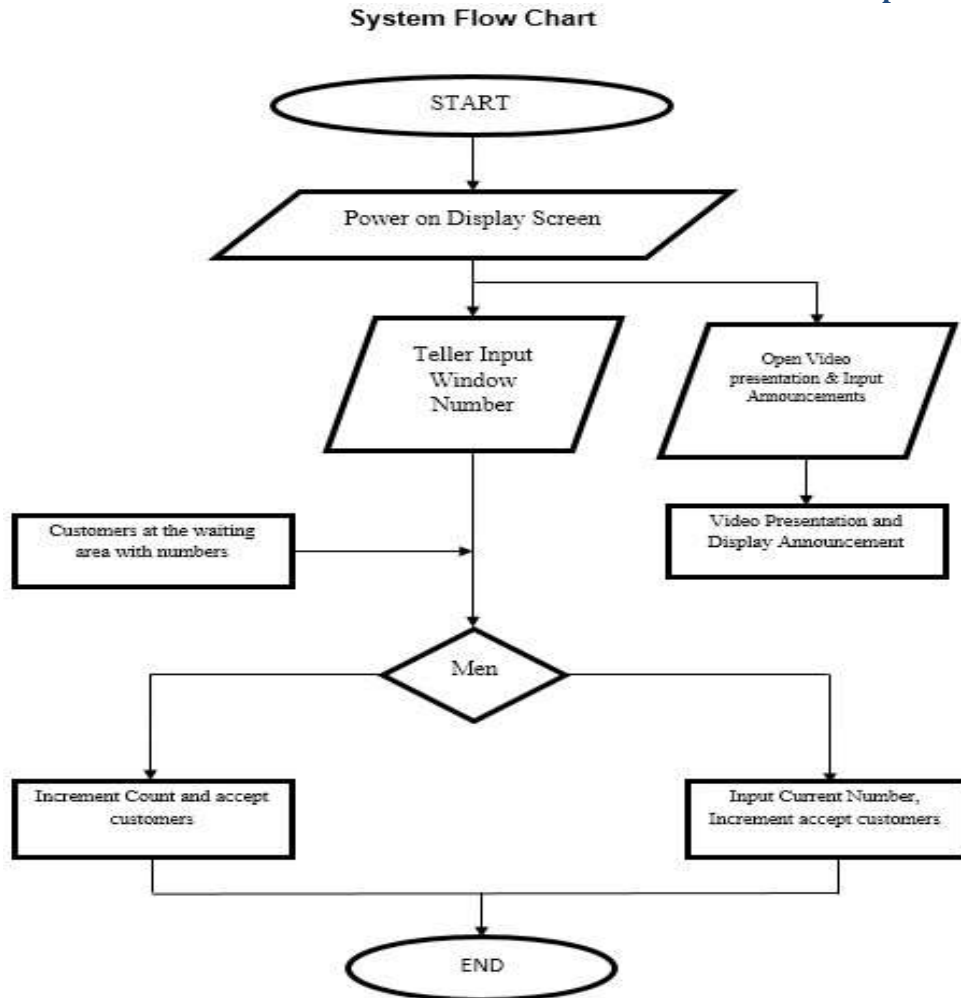 System Flow Chart
START
Power on Display Screen
Teller Input
Window
Number
Open Video
presentation & Input
Announcements
Customers at the waiting
area with numbers
Video Presentation and
Display Announcement
Men
Increment Count and accept
customers
Input Current Number,
Increment accept customers
END